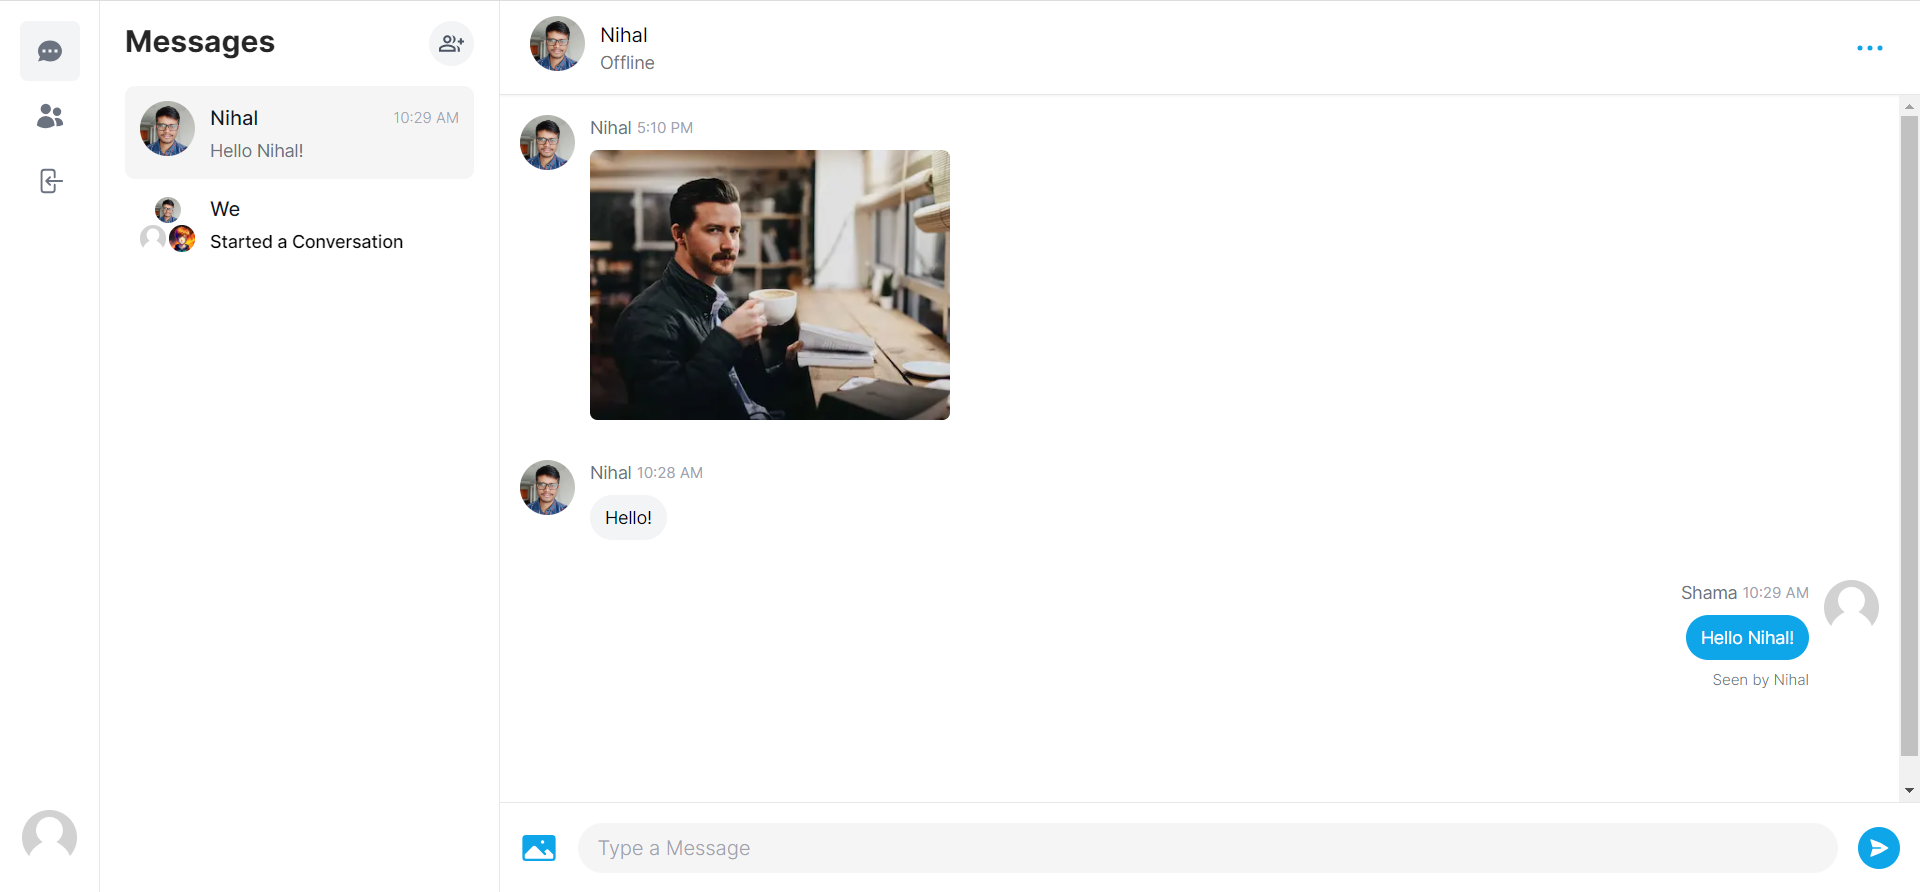 Messages
Nihal 10:29 AM
Hello Nihal!
We
Started a Conversation
Nihal
Offline
Nihal 5:10 PM
Nihal 10:28 AM
Hello!
Shama 10:29 AM
Hello Nihal!
Seen by Nihal
Type a Message